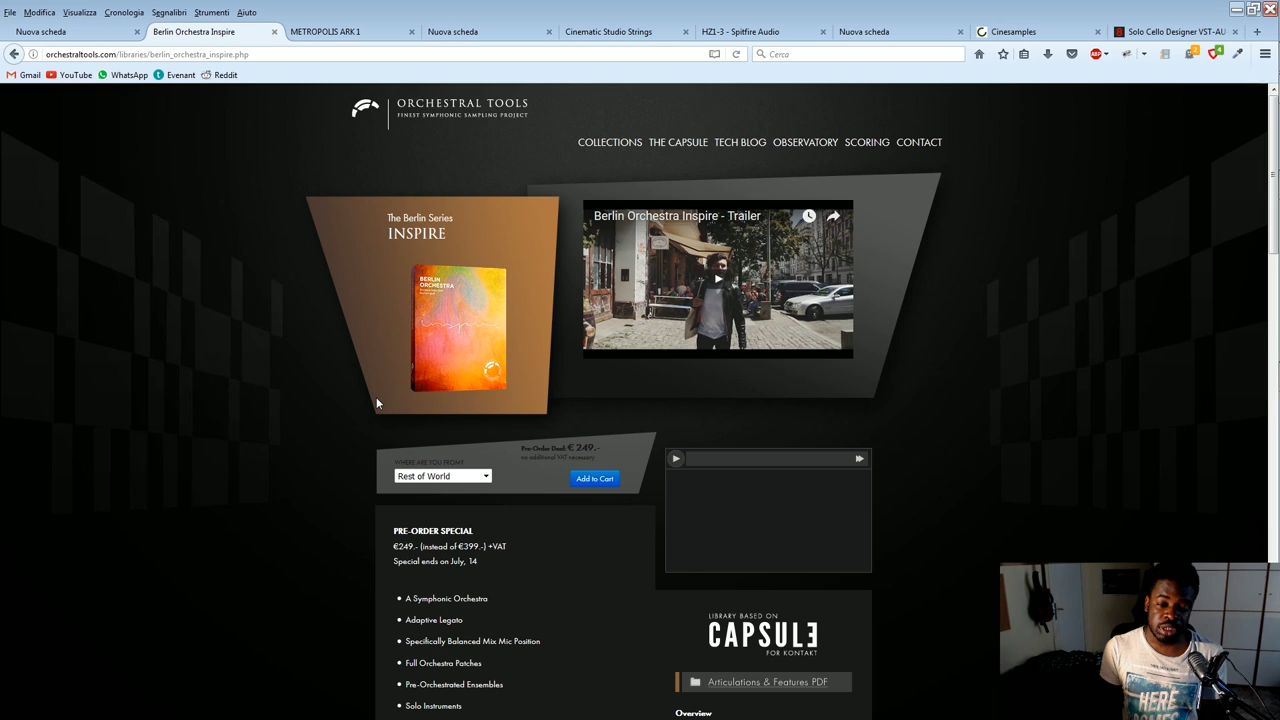 File Modifica Visualizza Cronologia Segnalibri Strumenti Aiuto
Nuova scheda Berlin Orchestra Inspire METROPOLIS ARK 1 Nuova scheda Cinematic Studio Strings HZ1-3 - Spitfire Audio Nuova scheda Cinesamples Solo Cello Designer VST-AU
orchestraltools.com/libraries/berlin_orchestra_inspire.php Cerca ABP 2 4
Gmail YouTube WhatsApp Evenant Reddit
ORCHESTRAL TOOLS
FINEST SYMPHONIC SAMPLING PROJECT
COLLECTIONS THE CAPSULE TECH BLOG OBSERVATORY SCORING CONTACT
The Berlin Series
INSPIRE
BERLIN
ORCHESTRA
inspire
Berlin Orchestra Inspire - Trailer
Pre-Order Deal: € 249.-
no additional VAT necessary
WHERE ARE YOU FROM?
Rest of World
Add to Cart
PRE-ORDER SPECIAL
€249.- (instead of €399.-) +VAT
Special ends on July, 14
• A Symphonic Orchestra
• Adaptive Legato
• Specifically Balanced Mix Mic Position
• Full Orchestra Patches
• Pre-Orchestrated Ensembles
• Solo Instruments
LIBRARY BASED ON
CAPSULE
FOR KONTAKT
Articulations & Features PDF
Overview
HERE